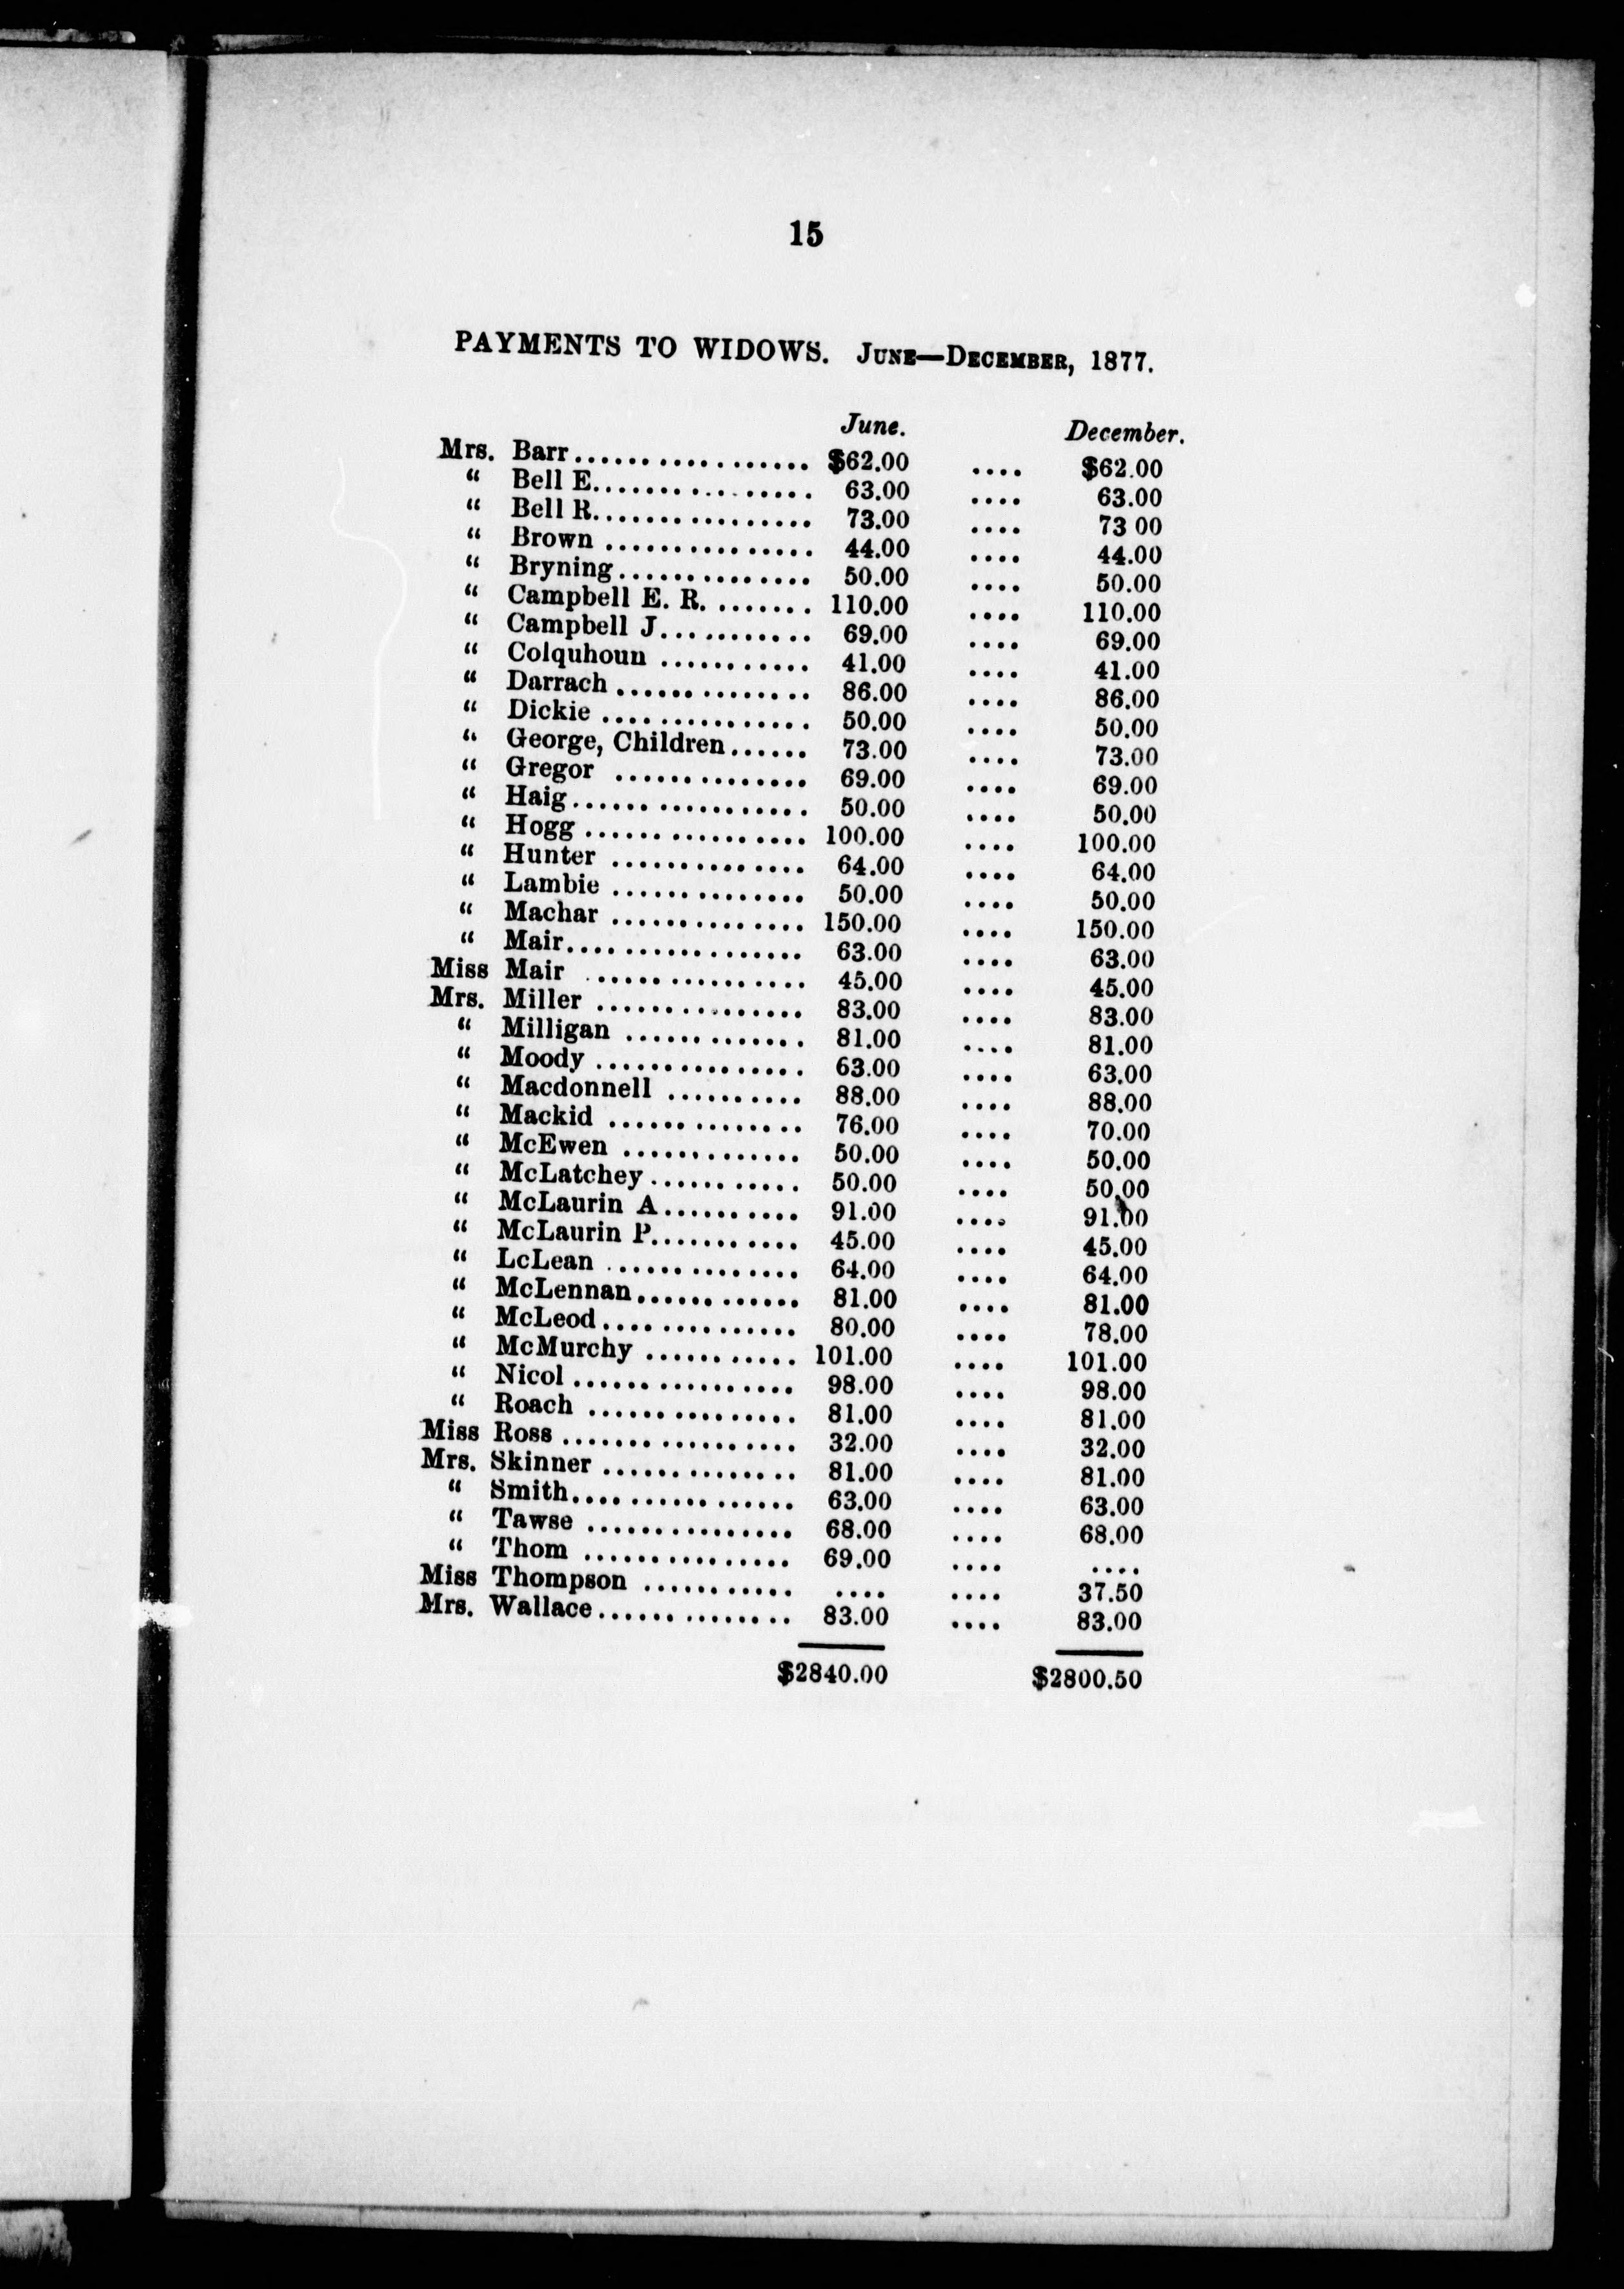 15
PAYMENTS TO WIDOWS. JUNE—DECEMBER, 1877.
June. December.
Mrs. Barr.................. $62.00 .... $62.00
“ Bell E................. 63.00 .... 63.00
“ Bell R................. 73.00 .... 73 00
“ Brown ................ 44.00 .... 44.00
“ Bryning............... 50.00 .... 50.00
“ Campbell E. R. ....... 110.00 .... 110.00
“ Campbell J........... 69.00 .... 69.00
“ Colquhoun ........... 41.00 .... 41.00
“ Darrach .............. 86.00 .... 86.00
“ Dickie ................ 50.00 .... 50.00
“ George, Children...... 73.00 .... 73.00
“ Gregor .............. 69.00 .... 69.00
“ Haig.................. 50.00 .... 50.00
“ Hogg ................. 100.00 .... 100.00
“ Hunter .............. 64.00 .... 64.00
“ Lambie .............. 50.00 .... 50.00
“ Machar .............. 150.00 .... 150.00
“ Mair.................. 63.00 .... 63.00
Miss Mair ................ 45.00 .... 45.00
Mrs. Miller ............... 83.00 .... 83.00
“ Milligan ............. 81.00 .... 81.00
“ Moody ................ 63.00 .... 63.00
“ Macdonnell .......... 88.00 .... 88.00
“ Mackid .............. 76.00 .... 70.00
“ McEwen ............. 50.00 .... 50.00
“ McLatchey........... 50.00 .... 50.00
“ McLaurin A.......... 91.00 .... 91.00
“ McLaurin P........... 45.00 .... 45.00
“ LcLean .............. 64.00 .... 64.00
“ McLennan............ 81.00 .... 81.00
“ McLeod............... 80.00 .... 78.00
“ McMurchy ........... 101.00 .... 101.00
“ Nicol ................. 98.00 .... 98.00
“ Roach ................ 81.00 .... 81.00
Miss Ross .................. 32.00 .... 32.00
Mrs. Skinner .............. 81.00 .... 81.00
“ Smith................. 63.00 .... 63.00
“ Tawse ............... 68.00 .... 68.00
“ Thom ................ 69.00 .... ....
Miss Thompson ........... .... .... 37.50
Mrs. Wallace.............. 83.00 .... 83.00
$2840.00 $2800.50